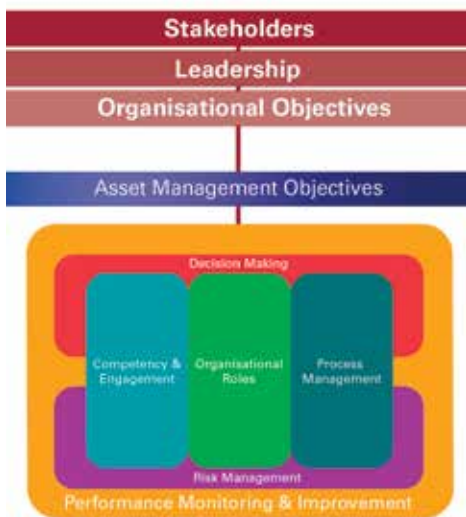 Stakeholders
Leadership
Organisational Objectives
Asset Management Objectives
Decision Making
Competency &
Engagement
Organisational
Roles
Process
Management
Risk Management
Performance Monitoring & Improvement